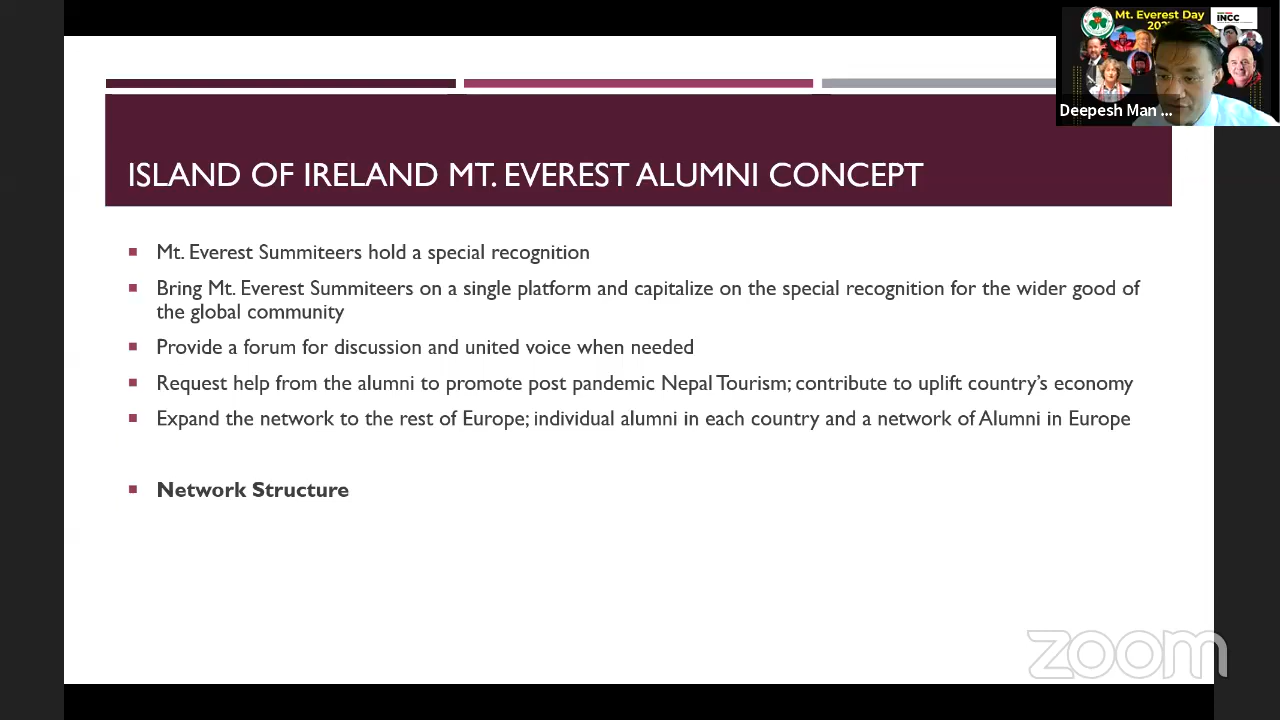 Mt. Everest Day
INCC
Deepesh Man ...
ISLAND OF IRELAND MT. EVEREST ALUMNI CONCEPT
Mt. Everest Summiteers hold a special recognition
Bring Mt. Everest Summiteers on a single platform and capitalize on the special recognition for the wider good of
the global community
Provide a forum for discussion and united voice when needed
Request help from the alumni to promote post pandemic Nepal Tourism; contribute to uplift country's economy
Expand the network to the rest of Europe; individual alumni in each country and a network of Alumni in Europe
Network Structure
zoom